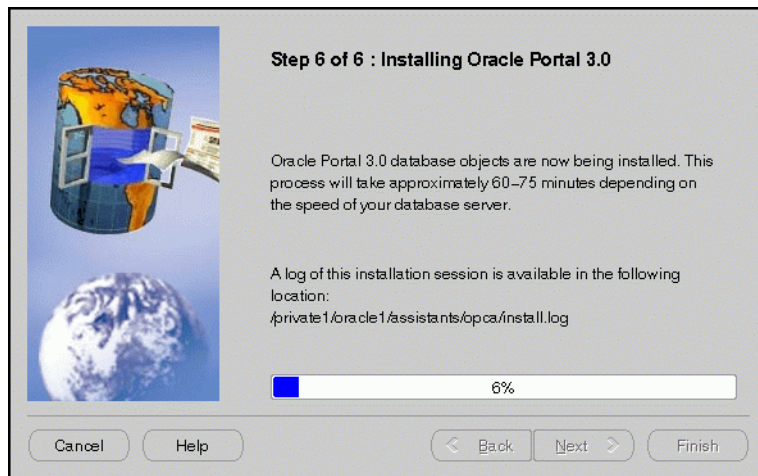 Step 6 of 6 : Installing Oracle Portal 3.0
Oracle Portal 3.0 database objects are now being installed. This
process will take approximately 60–75 minutes depending on
the speed of your database server.
A log of this installation session is available in the following
location:
/private1/oracle1/assistants/opca/install.log
6%
Cancel
Help
Back
Next
Finish